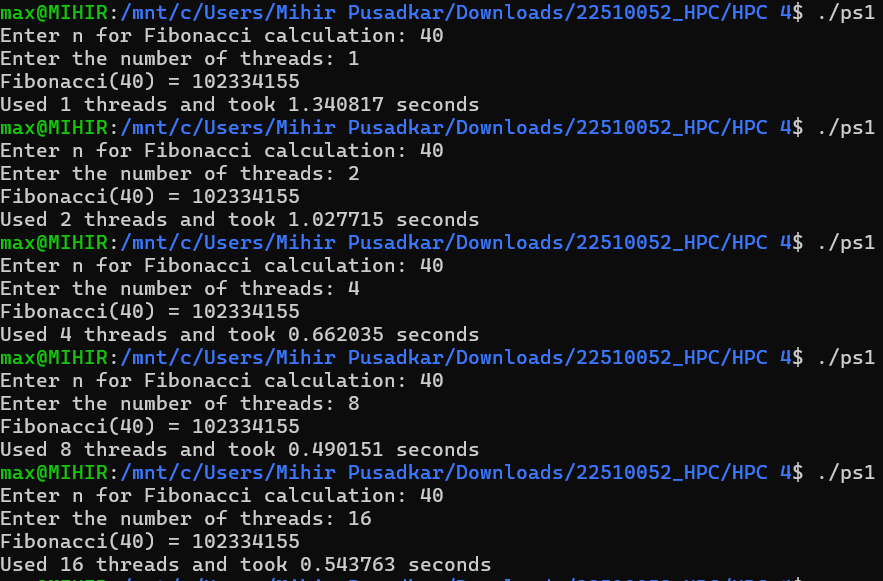 max@MIHIR:/mnt/c/Users/Mihir Pusadkar/Downloads/22510052_HPC/HPC 4$ ./ps1
Enter n for Fibonacci calculation: 40
Enter the number of threads: 1
Fibonacci(40) = 102334155
Used 1 threads and took 1.340817 seconds
max@MIHIR:/mnt/c/Users/Mihir Pusadkar/Downloads/22510052_HPC/HPC 4$ ./ps1
Enter n for Fibonacci calculation: 40
Enter the number of threads: 2
Fibonacci(40) = 102334155
Used 2 threads and took 1.027715 seconds
max@MIHIR:/mnt/c/Users/Mihir Pusadkar/Downloads/22510052_HPC/HPC 4$ ./ps1
Enter n for Fibonacci calculation: 40
Enter the number of threads: 4
Fibonacci(40) = 102334155
Used 4 threads and took 0.662035 seconds
max@MIHIR:/mnt/c/Users/Mihir Pusadkar/Downloads/22510052_HPC/HPC 4$ ./ps1
Enter n for Fibonacci calculation: 40
Enter the number of threads: 8
Fibonacci(40) = 102334155
Used 8 threads and took 0.490151 seconds
max@MIHIR:/mnt/c/Users/Mihir Pusadkar/Downloads/22510052_HPC/HPC 4$ ./ps1
Enter n for Fibonacci calculation: 40
Enter the number of threads: 16
Fibonacci(40) = 102334155
Used 16 threads and took 0.543763 seconds